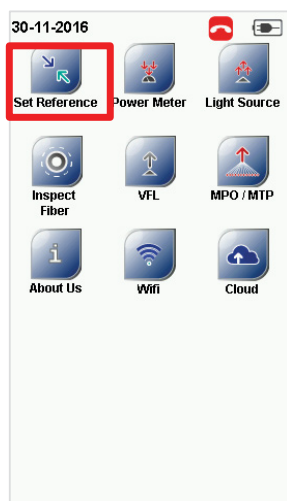 30-11-2016
Set Reference Power Meter Light Source
Inspect Fiber VFL MPO / MTP
About Us Wifi Cloud